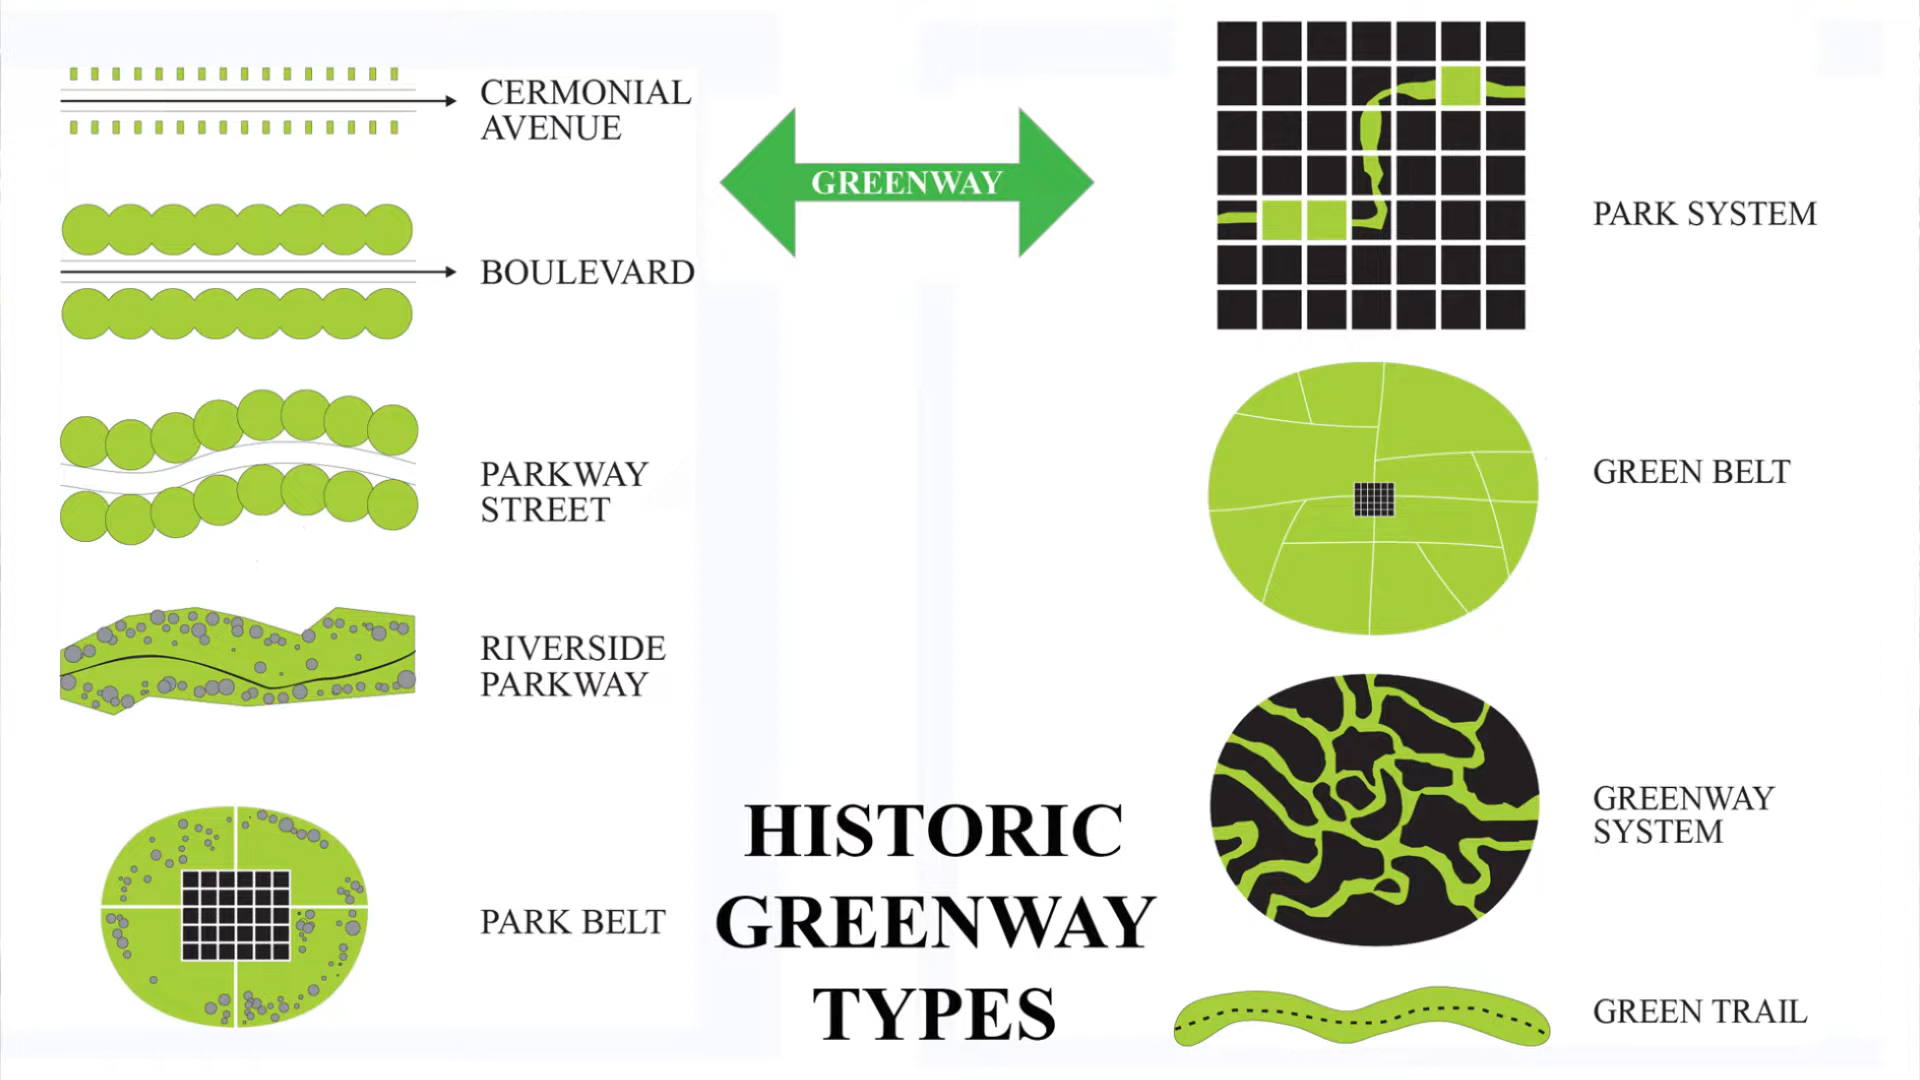 CERMONIAL
AVENUE
BOULEVARD
PARKWAY
STREET
RIVERSIDE
PARKWAY
PARK BELT
GREENWAY
HISTORIC
GREENWAY
TYPES
PARK SYSTEM
GREEN BELT
GREENWAY
SYSTEM
GREEN TRAIL